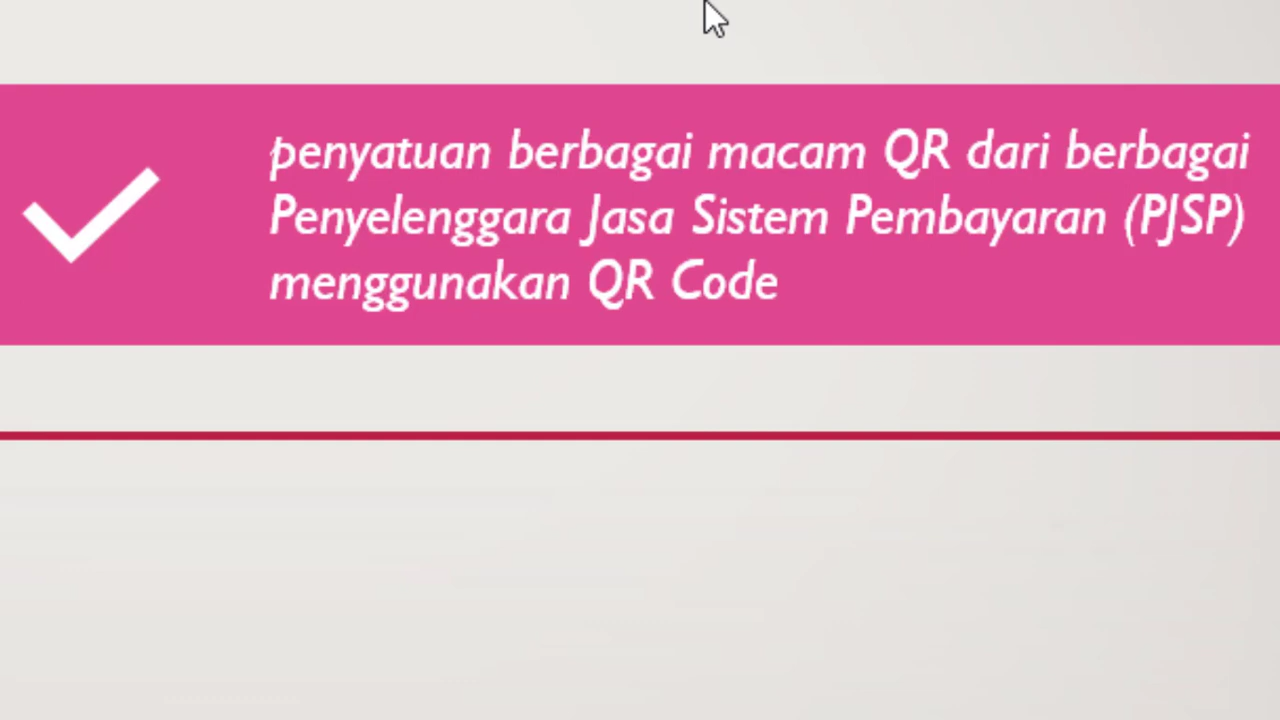 penyatuan berbagai macam QR dari berbagai
Penyelenggara Jasa Sistem Pembayaran (PJSP)
menggunakan QR Code